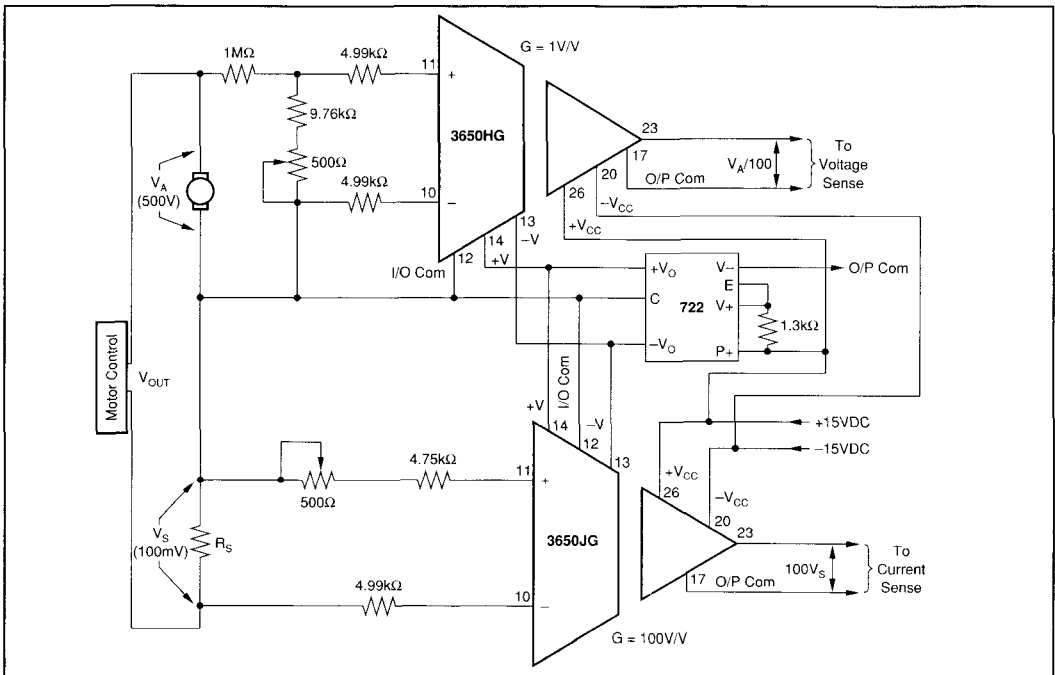 G = 1V/V
1MΩ
4.99kΩ
11
+
9.76kΩ
3650HG
500Ω
4.99kΩ
10
−
V_A
(500V)
23
To
Voltage
Sense
V_A/100
17
O/P Com
20
−V_CC
26
+V_CC
13
−V
14
+V
12
I/O Com
+V_O
V−
O/P Com
E
C
722
V+
1.3kΩ
−V_O
P+
Motor Control
V_OUT
+V
I/O Com
−V
14
12
13
+15VDC
−15VDC
+V_CC
26
−V_CC
20
4.75kΩ
11
+
500Ω
V_S
(100mV)
R_S
3650JG
23
To
Current
Sense
100V_S
17
O/P Com
4.99kΩ
10
−
G = 100V/V